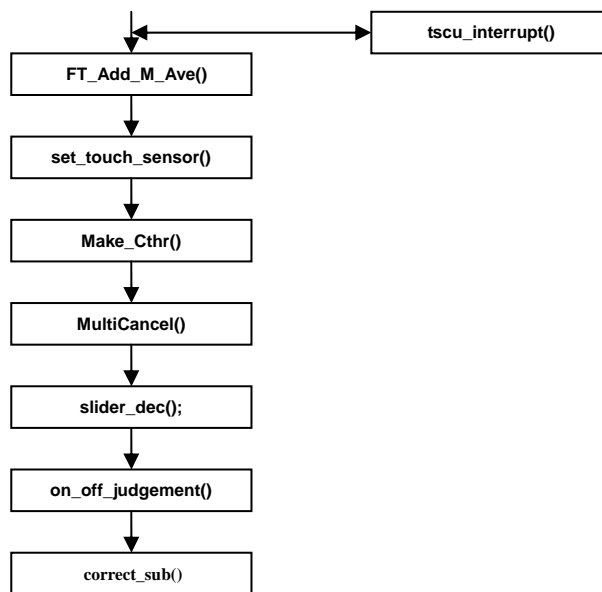 tscu_interrupt()
FT_Add_M_Ave()
set_touch_sensor()
Make_Cthr()
MultiCancel()
slider_dec();
on_off_judgement()
correct_sub()